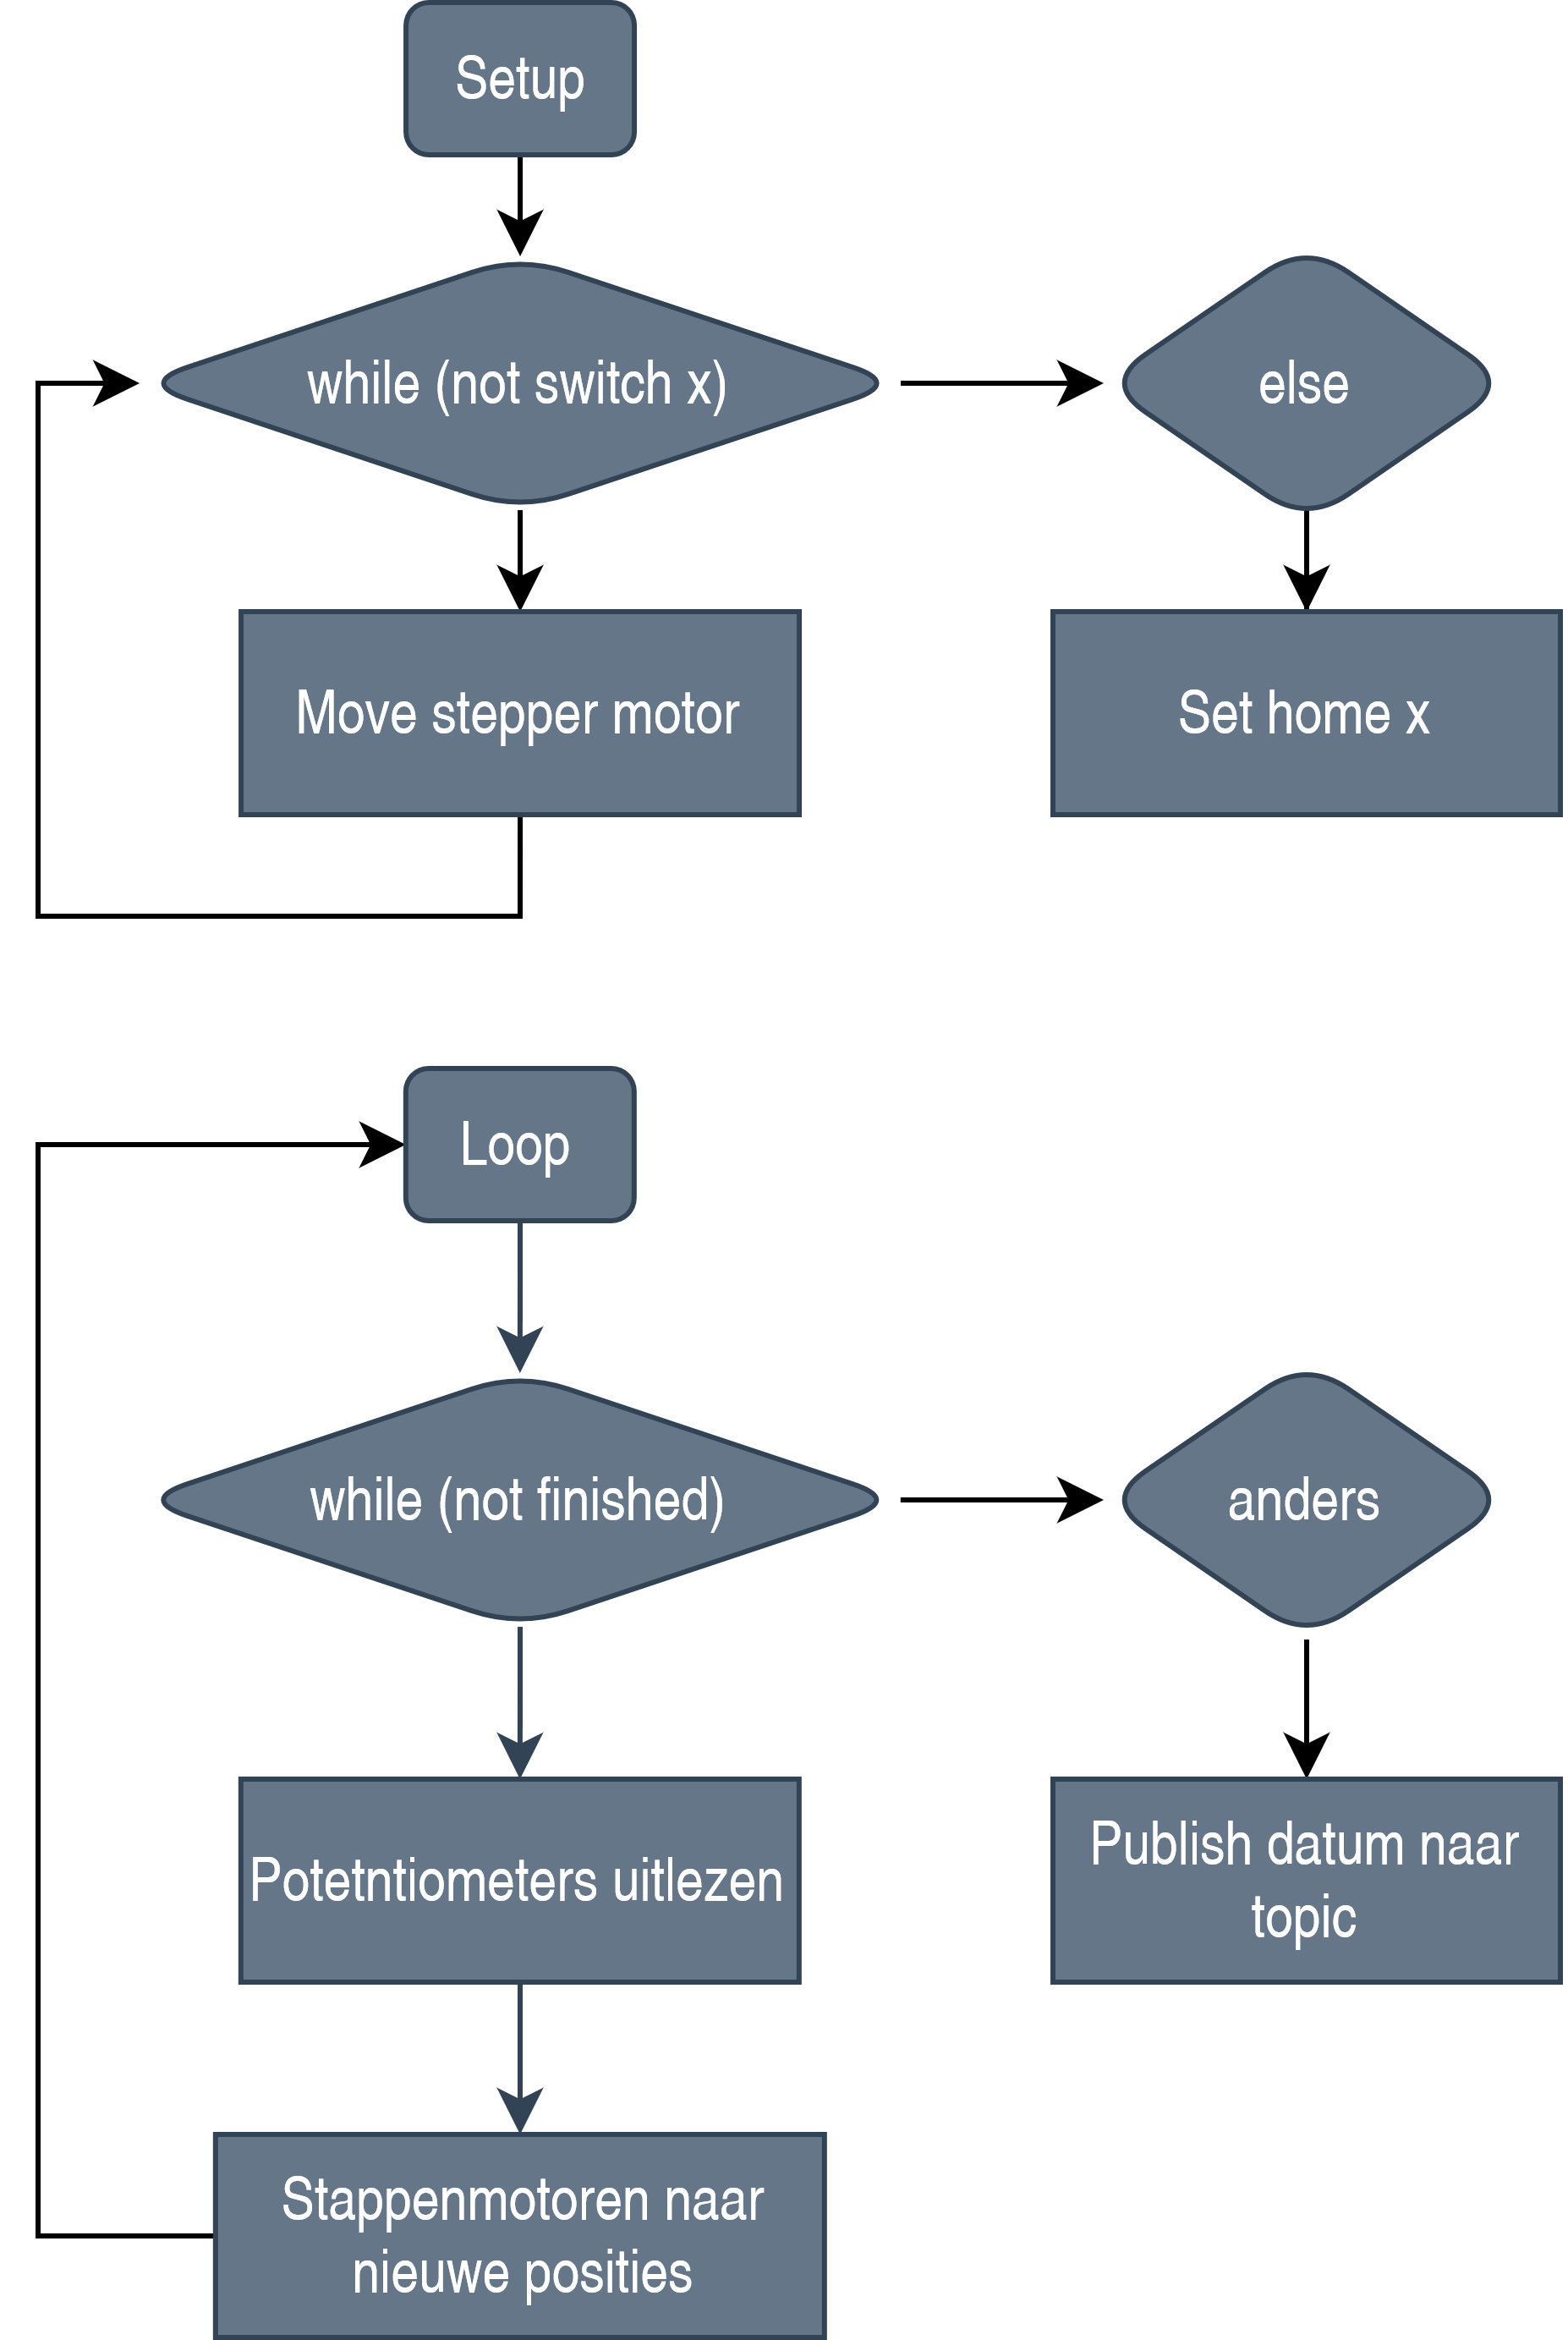 Setup
while (not switch x)
else
Move stepper motor
Set home x
Loop
while (not finished)
anders
Potetntiometers uitlezen
Publish datum naar
topic
Stappenmotoren naar
nieuwe posities